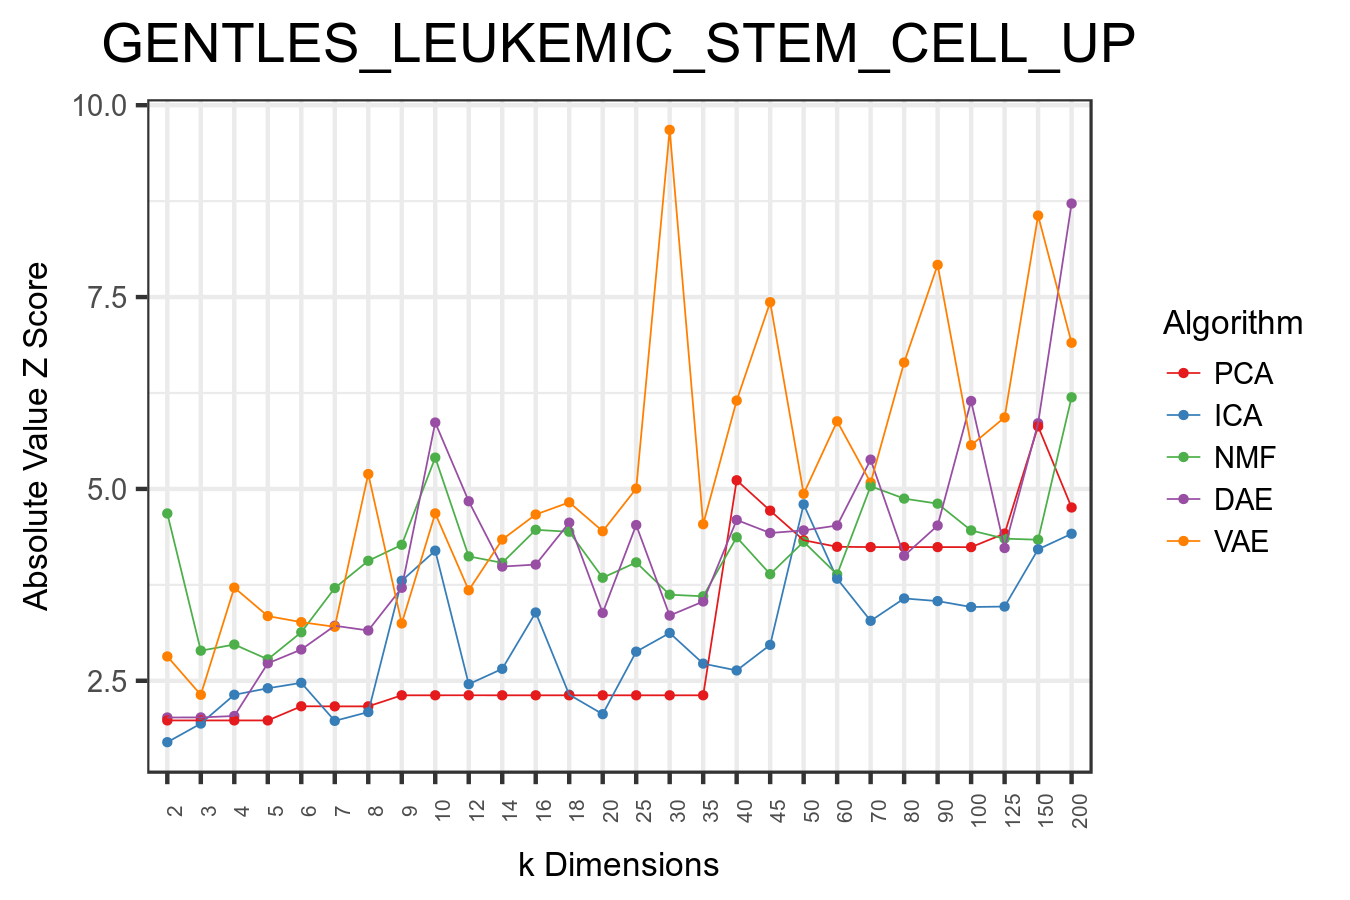 GENTLES_LEUKEMIC_STEM_CELL_UP
Absolute Value Z Score
10.0
7.5
5.0
2.5
2 3 4 5 6 7 8 9 10 12 14 16 18 20 25 30 35 40 45 50 60 70 80 90 100 125 150 200
k Dimensions
Algorithm
PCA
ICA
NMF
DAE
VAE